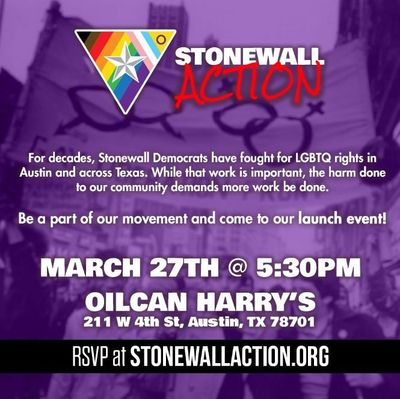 STONEWALL
ACTION
For decades, Stonewall Democrats have fought for LGBTQ rights in
Austin and across Texas. While that work is important, the harm done
to our community demands more work be done.
Be a part of our movement and come to our launch event!
MARCH 27TH @ 5:30PM
OILCAN HARRY'S
211 W 4th St, Austin, TX 78701
RSVP at STONEWALLACTION.ORG